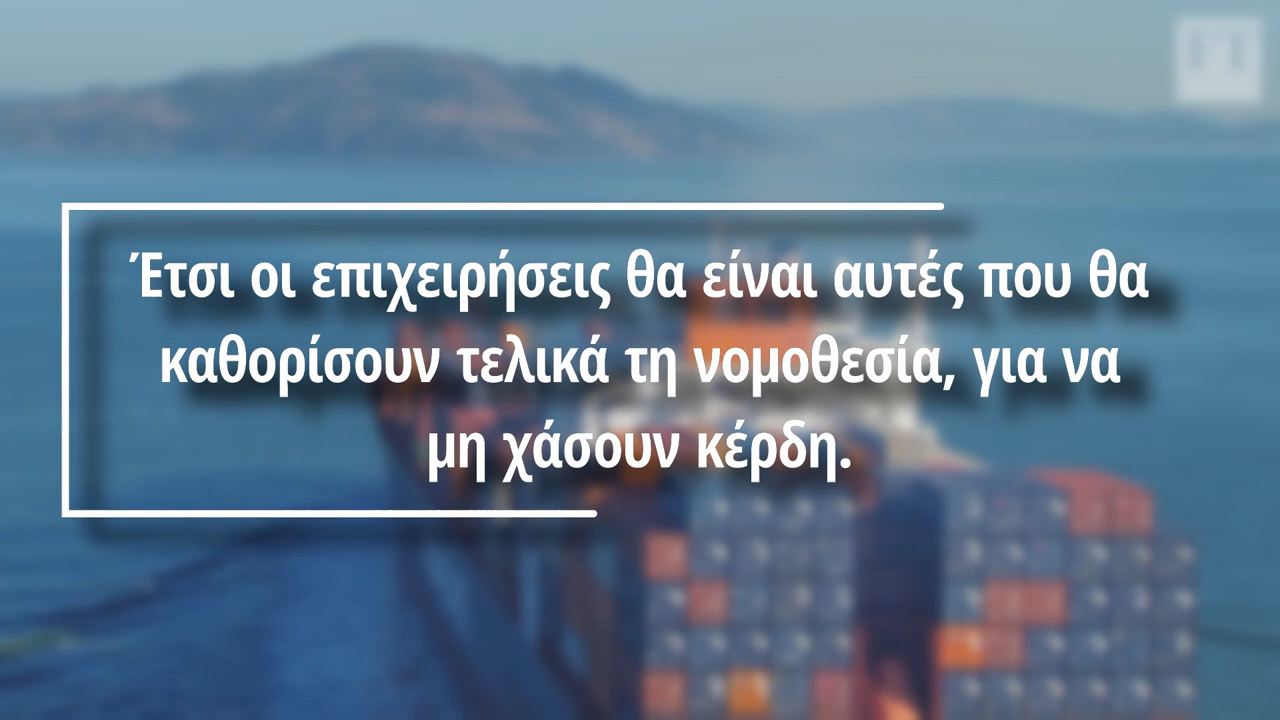 Έτσι οι επιχειρήσεις θα είναι αυτές που θα
καθορίσουν τελικά τη νομοθεσία, για να
μη χάσουν κέρδη.